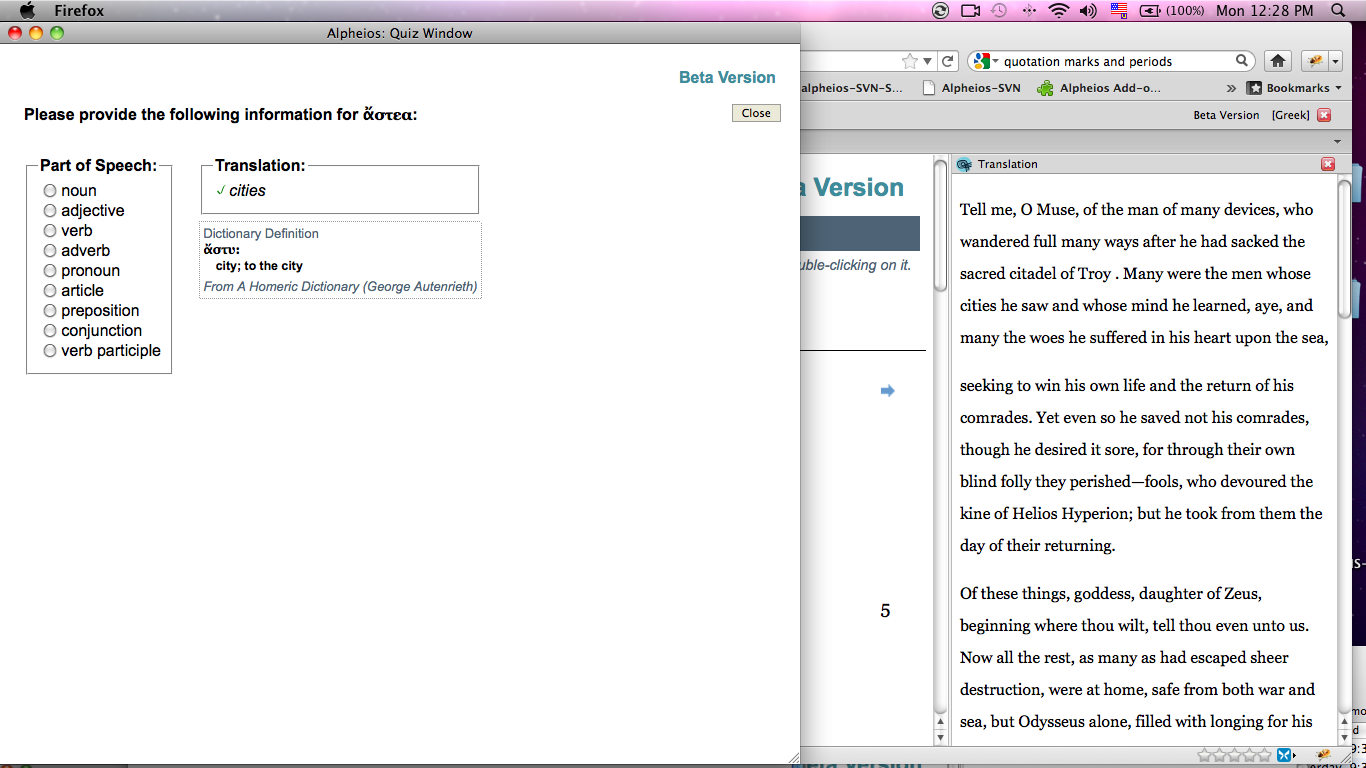 Firefox
(100%)
Mon 12:28 PM
Alpheios: Quiz Window
Beta Version
Please provide the following information for ἄστεα:
Close
Part of Speech:
noun
adjective
verb
adverb
pronoun
article
preposition
conjunction
verb participle
Translation:
✓ cities
Dictionary Definition
ἄστυ:
city; to the city
From A Homeric Dictionary (George Autenrieth)
quotation marks and periods
alpheios-SVN-S...
Alpheios-SVN
Alpheios Add-o...
»
Bookmarks
Beta Version
[Greek]
a Version
uble-clicking on it.
5
Translation
Tell me, O Muse, of the man of many devices, who
wandered full many ways after he had sacked the
sacred citadel of Troy . Many were the men whose
cities he saw and whose mind he learned, aye, and
many the woes he suffered in his heart upon the sea,
seeking to win his own life and the return of his
comrades. Yet even so he saved not his comrades,
though he desired it sore, for through their own
blind folly they perished—fools, who devoured the
kine of Helios Hyperion; but he took from them the
day of their returning.
Of these things, goddess, daughter of Zeus,
beginning where thou wilt, tell thou even unto us.
Now all the rest, as many as had escaped sheer
destruction, were at home, safe from both war and
sea, but Odysseus alone, filled with longing for his